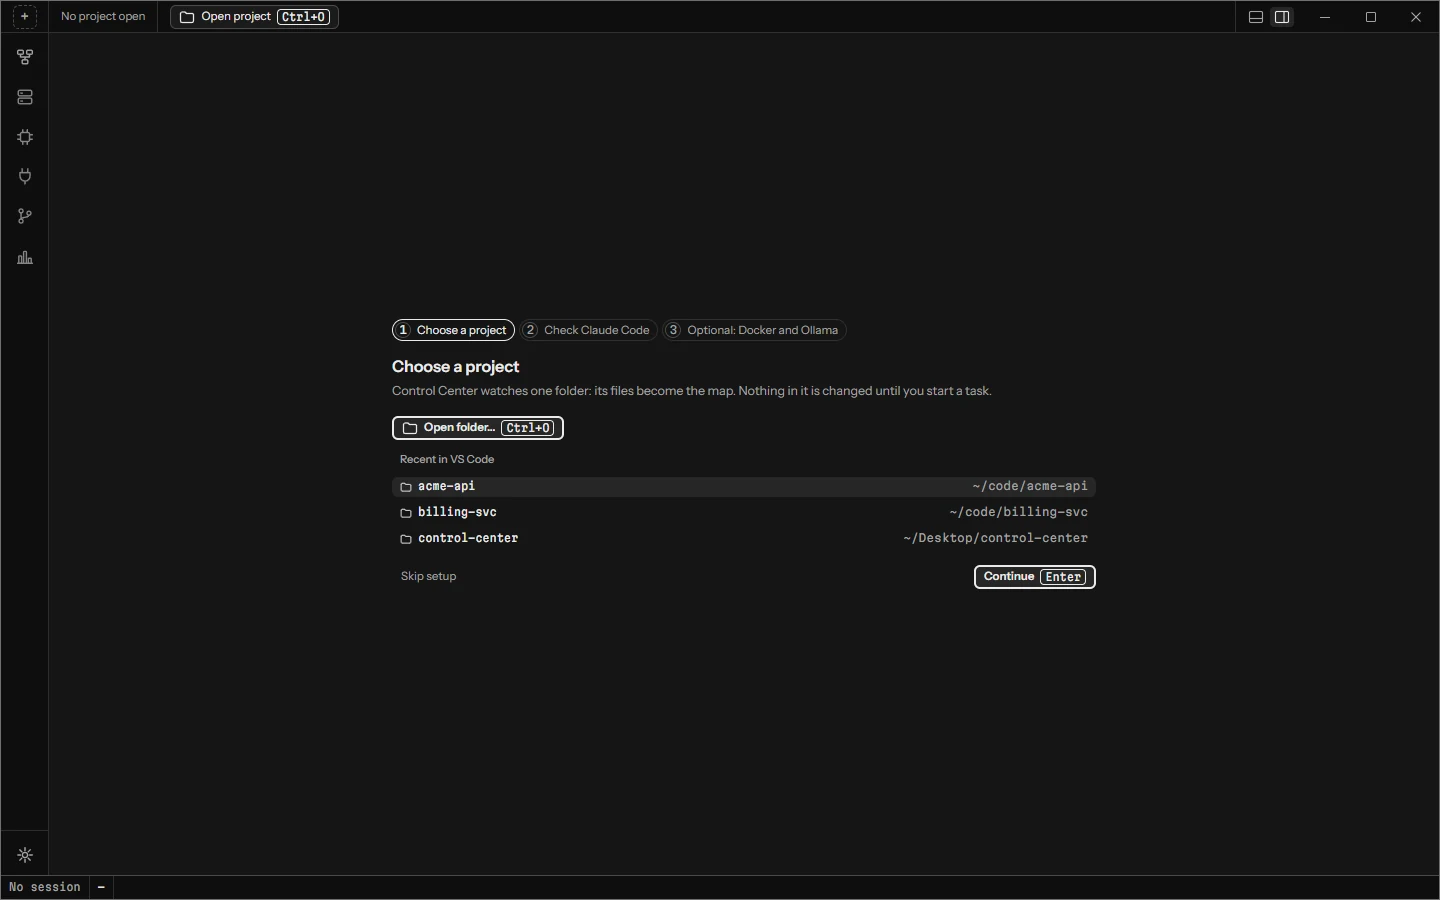 + No project open Open project Ctrl+O
1 Choose a project 2 Check Claude Code 3 Optional: Docker and Ollama
Choose a project
Control Center watches one folder: its files become the map. Nothing in it is changed until you start a task.
Open folder... Ctrl+O
Recent in VS Code
acme-api ~/code/acme-api
billing-svc ~/code/billing-svc
control-center ~/Desktop/control-center
Skip setup Continue Enter
No session –